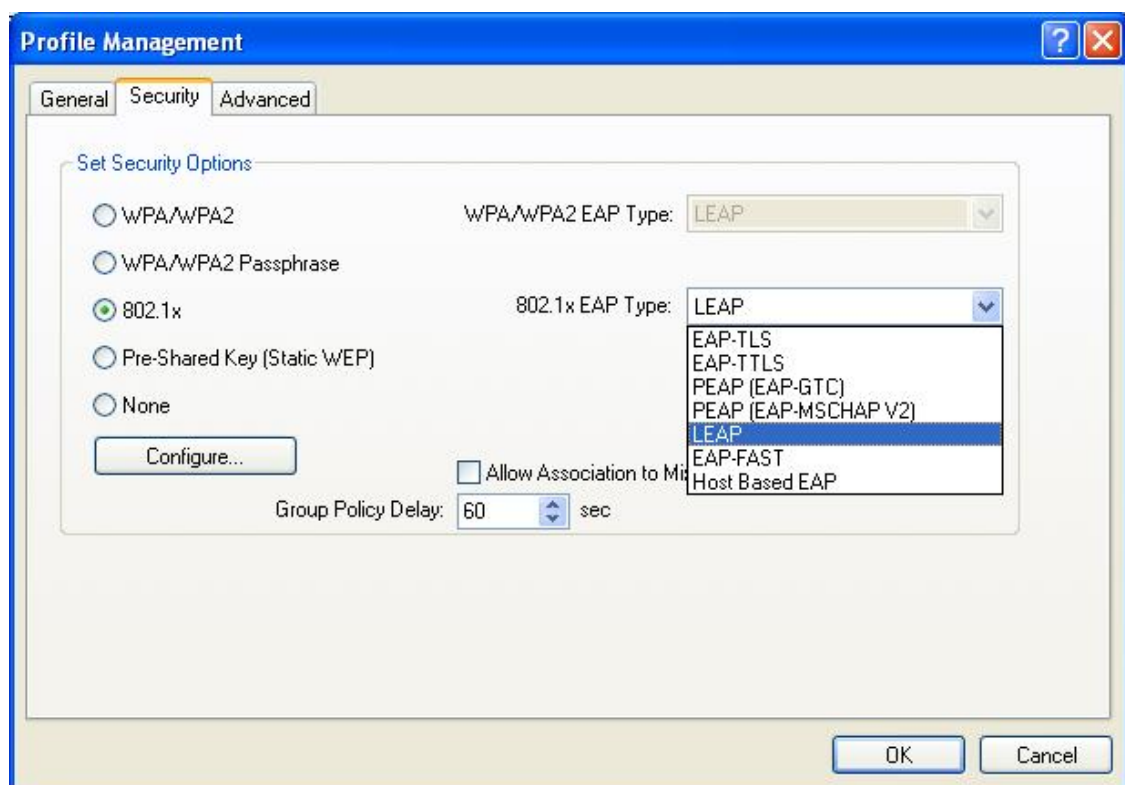 Profile Management
General Security Advanced
Set Security Options
WPA/WPA2 WPA/WPA2 EAP Type: LEAP
WPA/WPA2 Passphrase
802.1x 802.1x EAP Type: LEAP
EAP-TLS
EAP-TTLS
Pre-Shared Key (Static WEP)
PEAP (EAP-GTC)
PEAP (EAP-MSCHAP V2)
None
LEAP
Configure...
EAP-FAST
Allow Association to
Host Based EAP
Group Policy Delay: 60 sec
OK Cancel